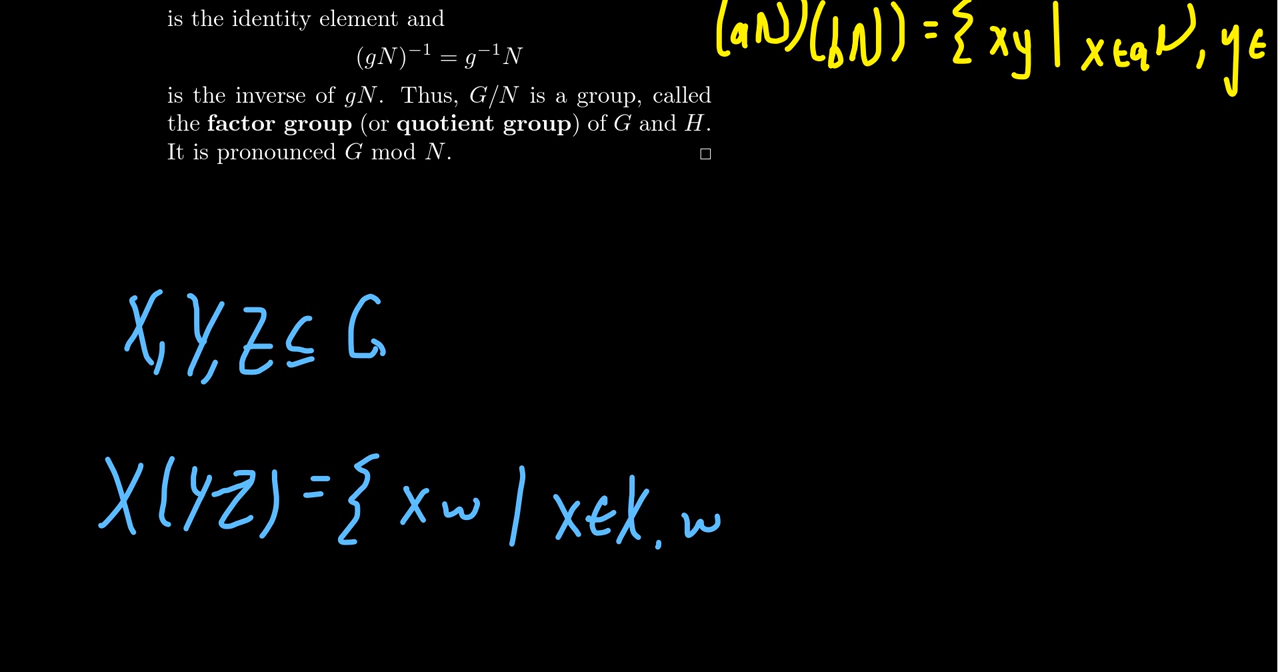 is the identity element and
(gN)⁻¹ = g⁻¹N
is the inverse of gN. Thus, G/N is a group, called
the factor group (or quotient group) of G and H.
It is pronounced G mod N. □
(aN)(bN) = { xy | x∈aN, y∈
X, Y, Z ⊆ G
X(YZ) = { xw | x∈X, w